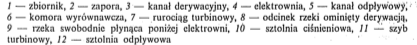 1 — zbiornik, 2 — zapora, 3 — kanał derywacyjny, 4 — elektrownia, 5 — kanał odpływowy,
6 — komora wyrównawcza, 7 — rurociąg turbinowy, 8 — odcinek rzeki ominięty derywacją,
9 — rzeka swobodnie płynąca poniżej elektrowni, 10 — sztolnia ciśnieniowa, 11 — szyb
turbinowy, 12 — sztolnia odpływowa